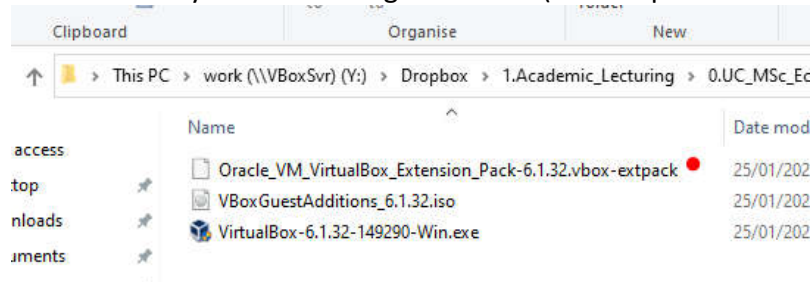 Clipboard
Organise
New
This PC > work (\\VBoxSvr) (Y:) > Dropbox > 1.Academic_Lecturing > 0.UC_MSc_Ec
Name
Date mod
access
Oracle_VM_VirtualBox_Extension_Pack-6.1.32.vbox-extpack
25/01/202
top
VBoxGuestAdditions_6.1.32.iso
25/01/202
nloads
VirtualBox-6.1.32-149290-Win.exe
25/01/202
uments